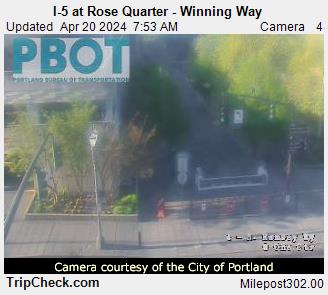 I-5 at Rose Quarter - Winning Way
Updated Apr 20 2024 7:53 AM Camera 4
PBOT
PORTLAND BUREAU OF TRANSPORTATION
Camera courtesy of the City of Portland
TripCheck.com Milepost302.00